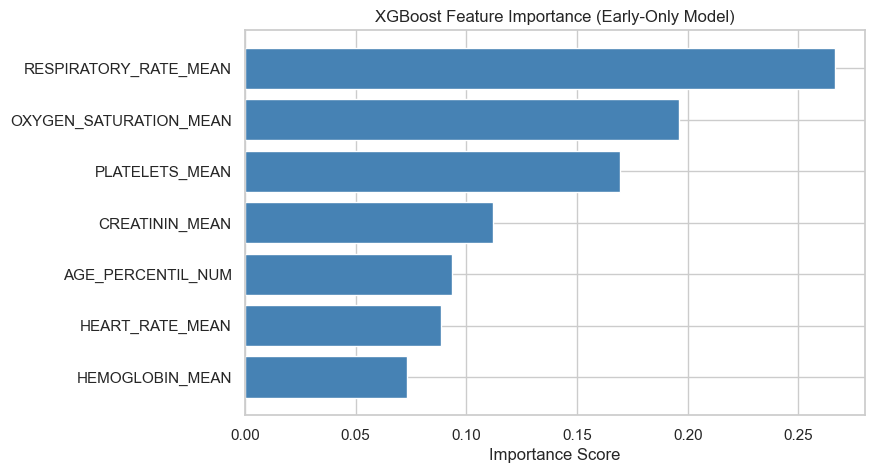 XGBoost Feature Importance (Early-Only Model)
RESPIRATORY_RATE_MEAN
OXYGEN_SATURATION_MEAN
PLATELETS_MEAN
CREATININ_MEAN
AGE_PERCENTIL_NUM
HEART_RATE_MEAN
HEMOGLOBIN_MEAN
0.00 0.05 0.10 0.15 0.20 0.25
Importance Score